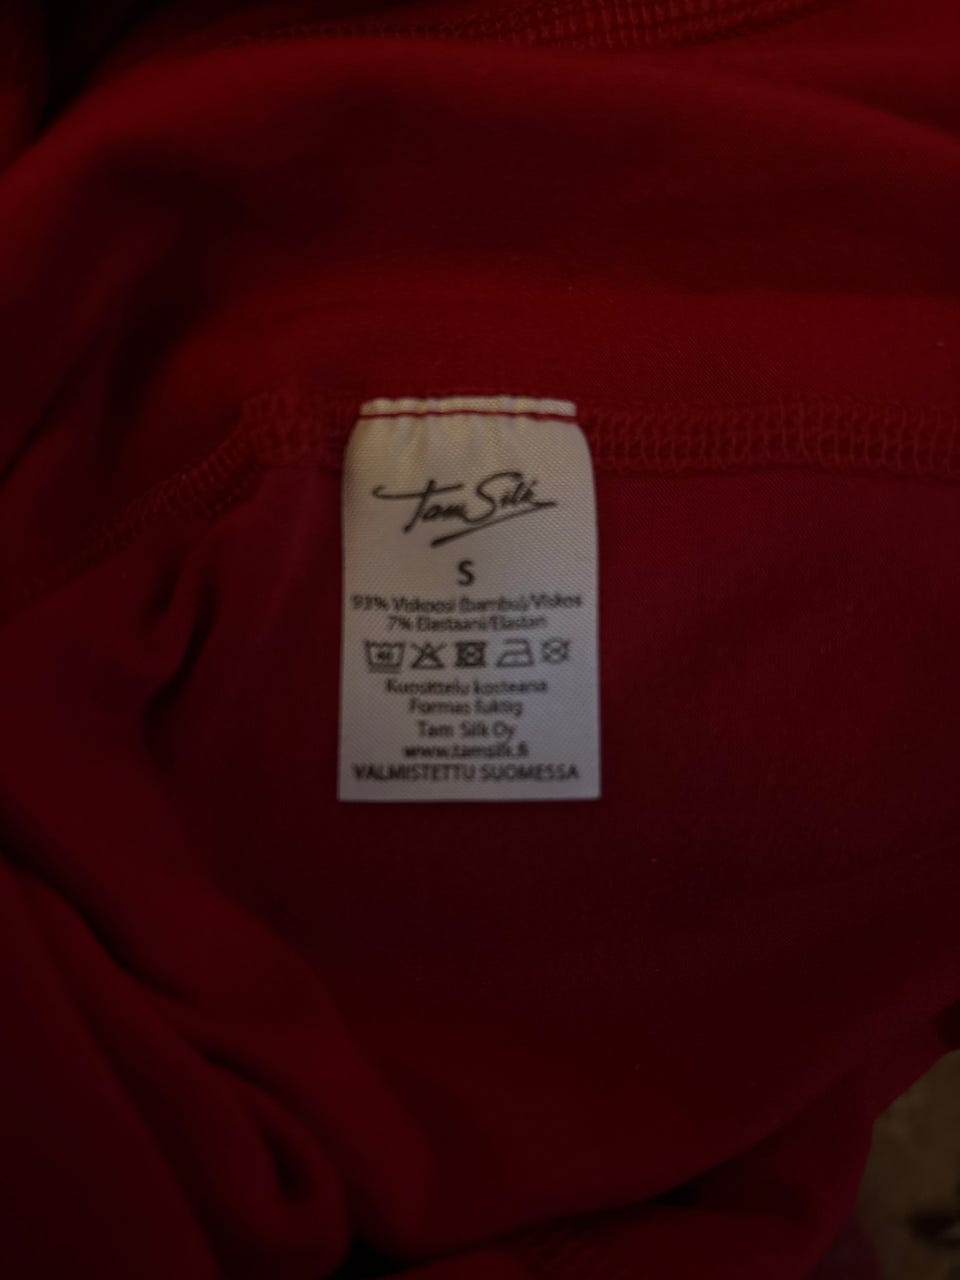 Tam Silk
S
93% Viskoosi (bambu)/Viskos
7% Elastaani/Elastan
40
Kuosittelu kosteana
Formas fuktig
Tam Silk Oy
www.tamsilk.fi
VALMISTETTU SUOMESSA